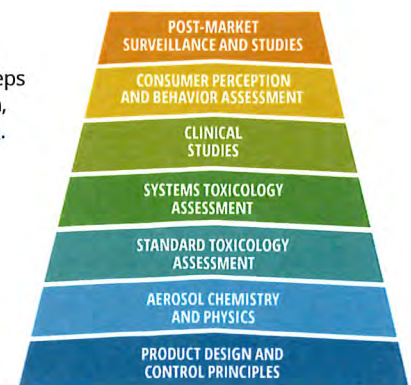 POST-MARKET
SURVEILLANCE AND STUDIES
eps
CONSUMER PERCEPTION
AND BEHAVIOR ASSESSMENT
,
.
CLINICAL
STUDIES
SYSTEMS TOXICOLOGY
ASSESSMENT
STANDARD TOXICOLOGY
ASSESSMENT
AEROSOL CHEMISTRY
AND PHYSICS
PRODUCT DESIGN AND
CONTROL PRINCIPLES